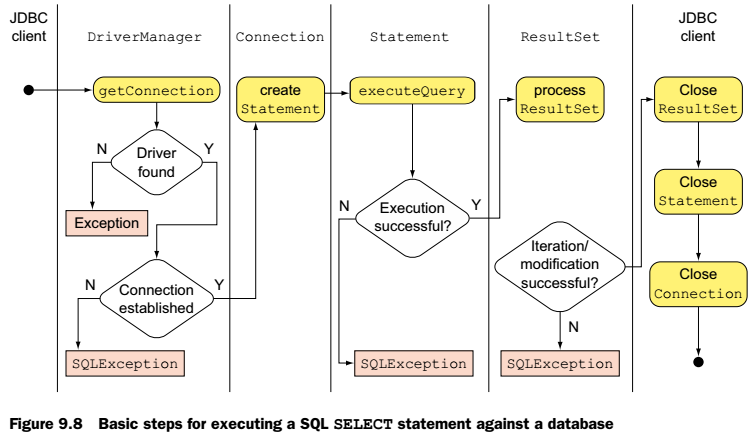 JDBC
client
DriverManager
Connection
Statement
ResultSet
JDBC
client
getConnection
create
Statement
executeQuery
process
ResultSet
Close
ResultSet
N
Driver
found
Y
Exception
Close
Statement
N
Execution
successful?
Y
Iteration/
modification
successful?
N
Connection
established
Y
Close
Connection
N
SQLException
SQLException
SQLException
Figure 9.8 Basic steps for executing a SQL SELECT statement against a database